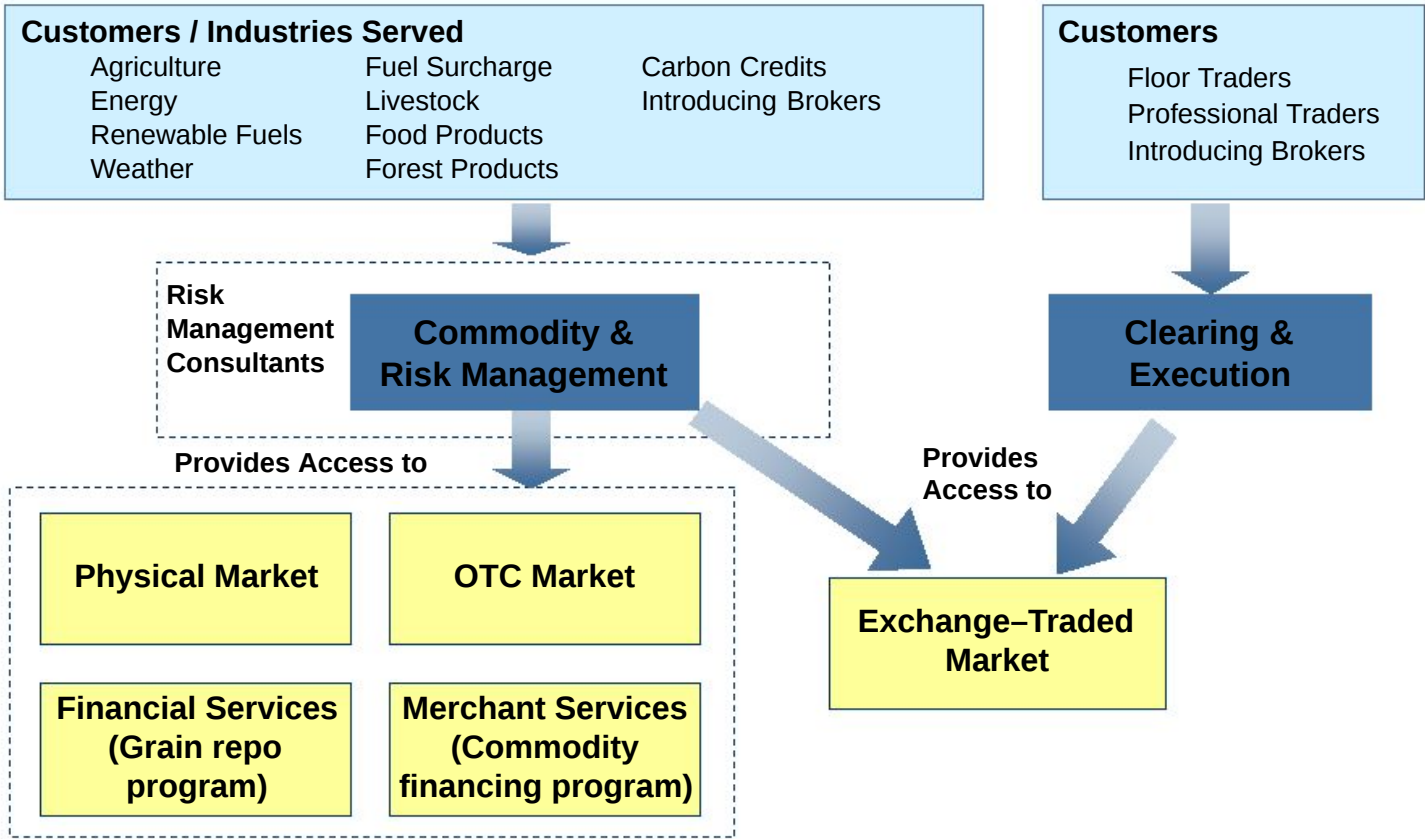 Customers / Industries Served
Agriculture
Energy
Renewable Fuels
Weather
Fuel Surcharge
Livestock
Food Products
Forest Products
Carbon Credits
Introducing Brokers
Customers
Floor Traders
Professional Traders
Introducing Brokers
Risk
Management
Consultants
Commodity &
Risk Management
Clearing &
Execution
Provides Access to
Provides
Access to
Physical Market
OTC Market
Financial Services
(Grain repo
program)
Merchant Services
(Commodity
financing program)
Exchange–Traded
Market